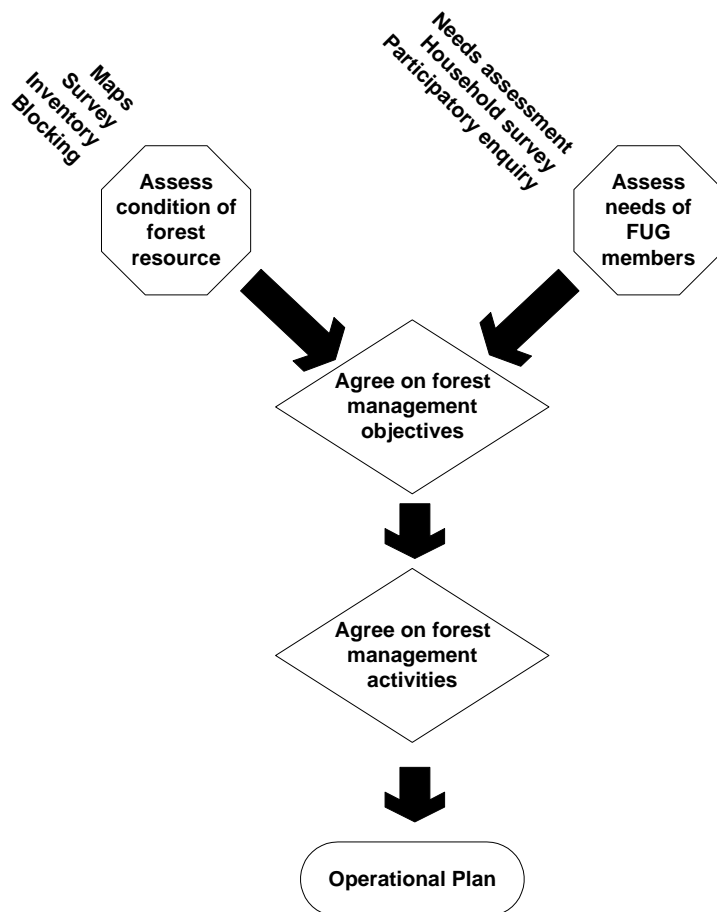 Maps
Survey
Inventory
Blocking
Needs assessment
Household survey
Participatory enquiry
Assess
condition of
forest
resource
Assess
needs of
FUG
members
Agree on forest
management
objectives
Agree on forest
management
activities
Operational Plan